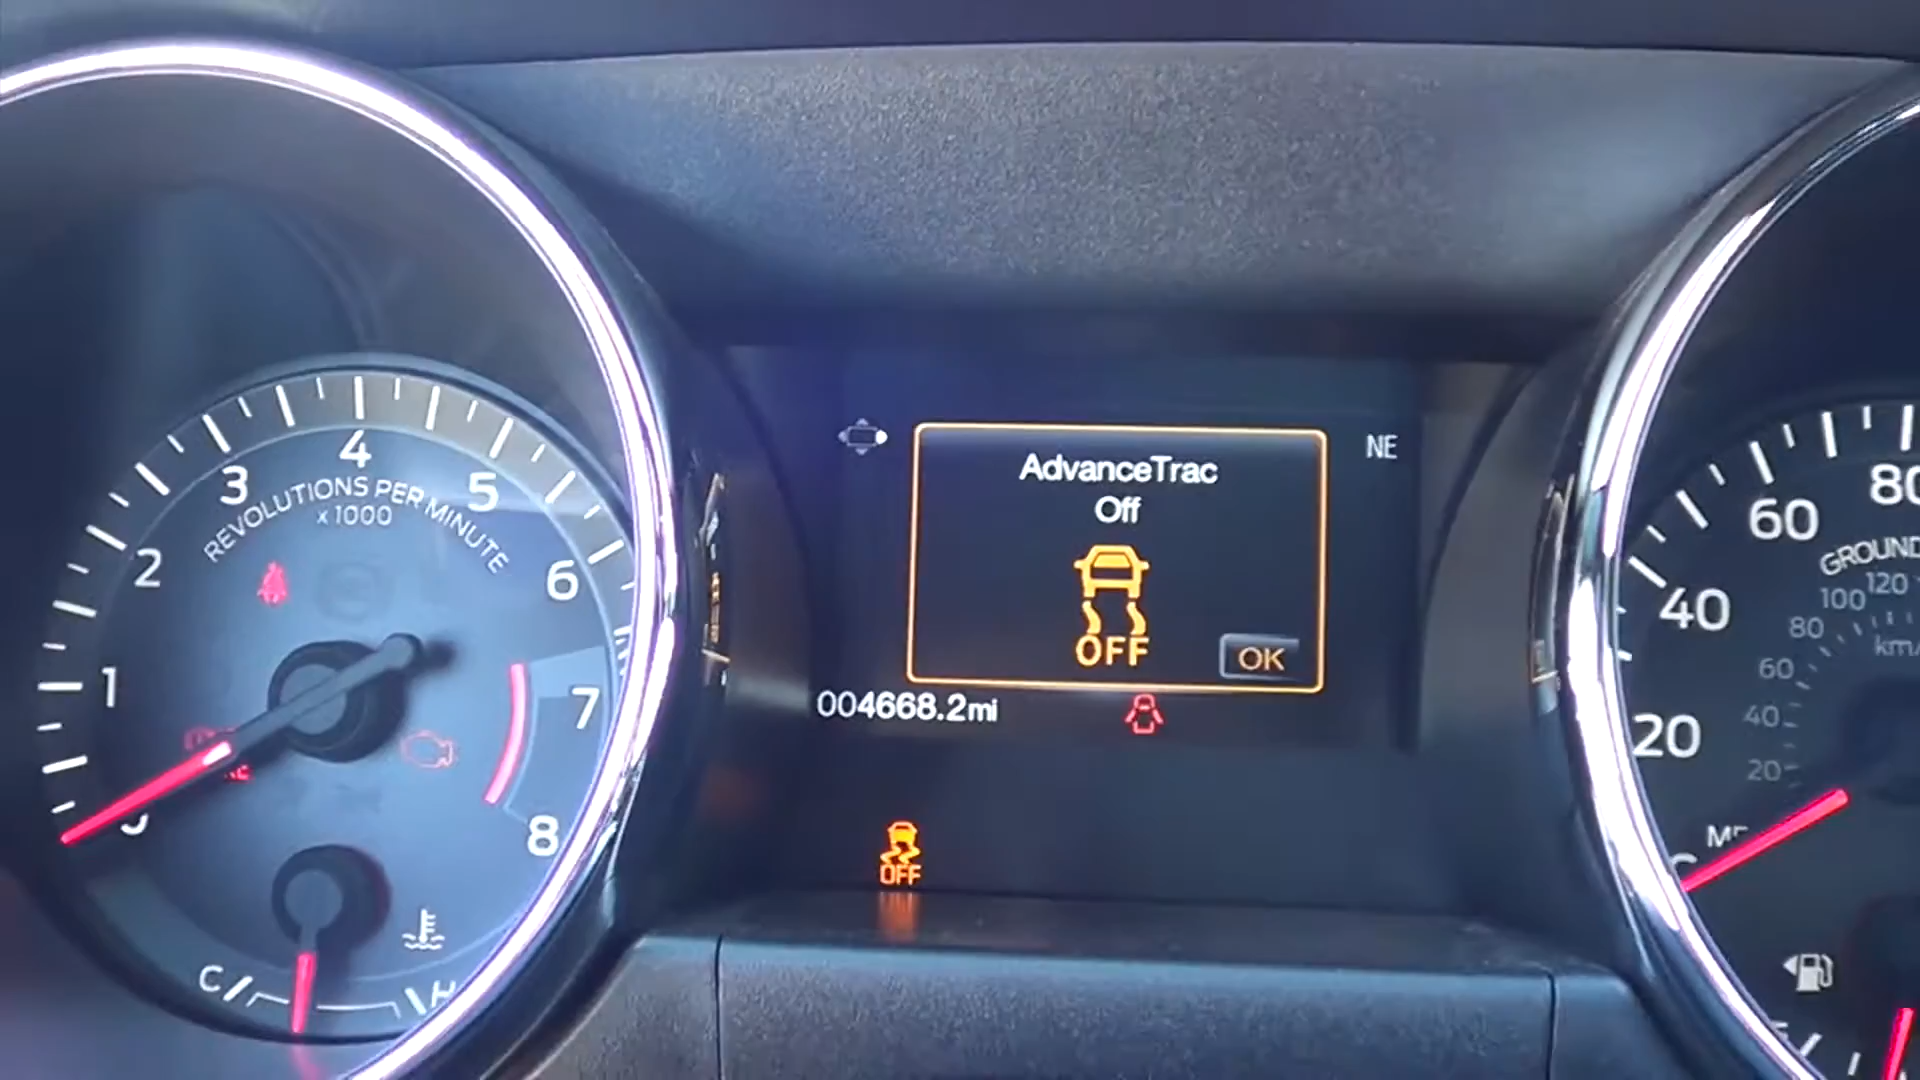 4
3
5
REVOLUTIONS PER MINUTE
x 1000
2
6
1
7
8
C
H
AdvanceTrac
Off
OFF
OK
NE
004668.2mi
OFF
80
60
40
20
GROUND
120
100
80
60
40
20
km/